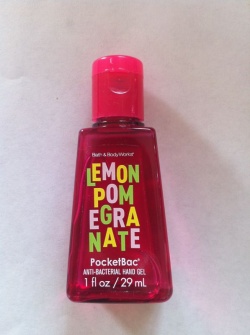 Bath & Body Works®
LEMON
POM
EGRA
NATE
PocketBac®
ANTI-BACTERIAL HAND GEL
1 fl oz / 29 mL